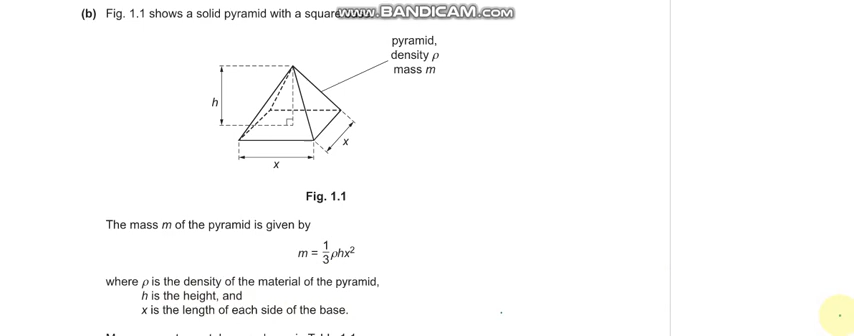 (b) Fig. 1.1 shows a solid pyramid with a square
www.BANDICAM.COM
pyramid,
density ρ
mass m
h
x
x
Fig. 1.1
The mass m of the pyramid is given by
m = 1/3 ρhx²
where ρ is the density of the material of the pyramid,
h is the height, and
x is the length of each side of the base.